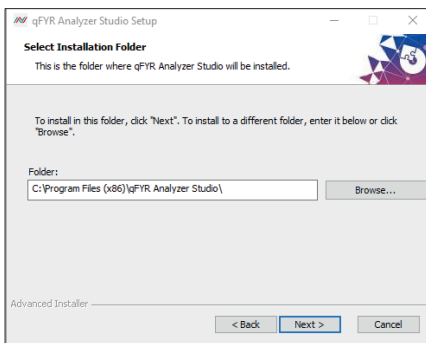 qFYR Analyzer Studio Setup
Select Installation Folder
This is the folder where qFYR Analyzer Studio will be installed.
To install in this folder, click "Next". To install to a different folder, enter it below or click
"Browse".
Folder:
C:\Program Files (x86)\qFYR Analyzer Studio\
Browse...
Advanced Installer
< Back
Next >
Cancel